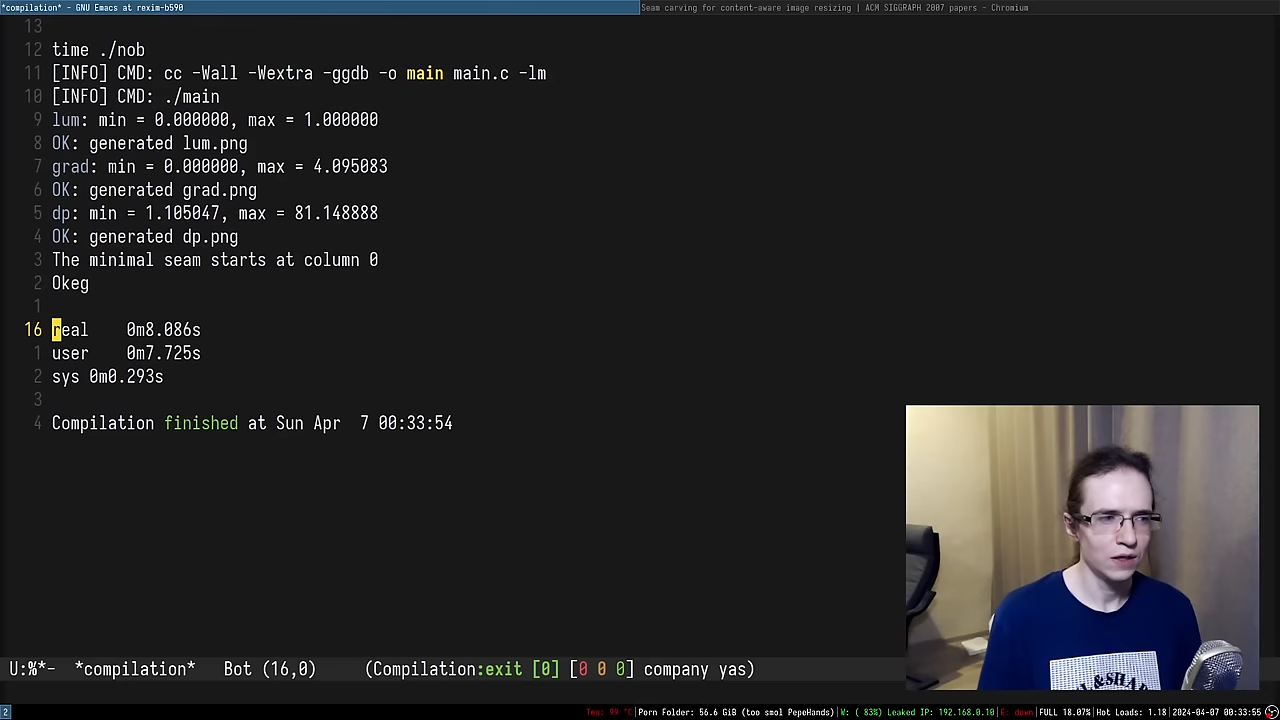 *compilation* - GNU Emacs at rexim-b590
Seam carving for content-aware image resizing | ACM SIGGRAPH 2007 papers - Chromium
13
12 time ./nob
11 [INFO] CMD: cc -Wall -Wextra -ggdb -o main main.c -lm
10 [INFO] CMD: ./main
9 lum: min = 0.000000, max = 1.000000
8 OK: generated lum.png
7 grad: min = 0.000000, max = 4.095083
6 OK: generated grad.png
5 dp: min = 1.105047, max = 81.148888
4 OK: generated dp.png
3 The minimal seam starts at column 0
2 Okeg
1
16 real 0m8.086s
1 user 0m7.725s
2 sys 0m0.293s
3
4 Compilation finished at Sun Apr 7 00:33:54
U:%*- *compilation* Bot (16,0) (Compilation:exit [0] [0 0 0] company yas)
2
Tea: 99 °C|Porn Folder: 56.6 GiB (too smol PepeHands)|W: ( 83%) Leaked IP: 192.168.0.10|E: down|FULL 18.07%|Hot Loads: 1.18|2024-04-07 00:33:55